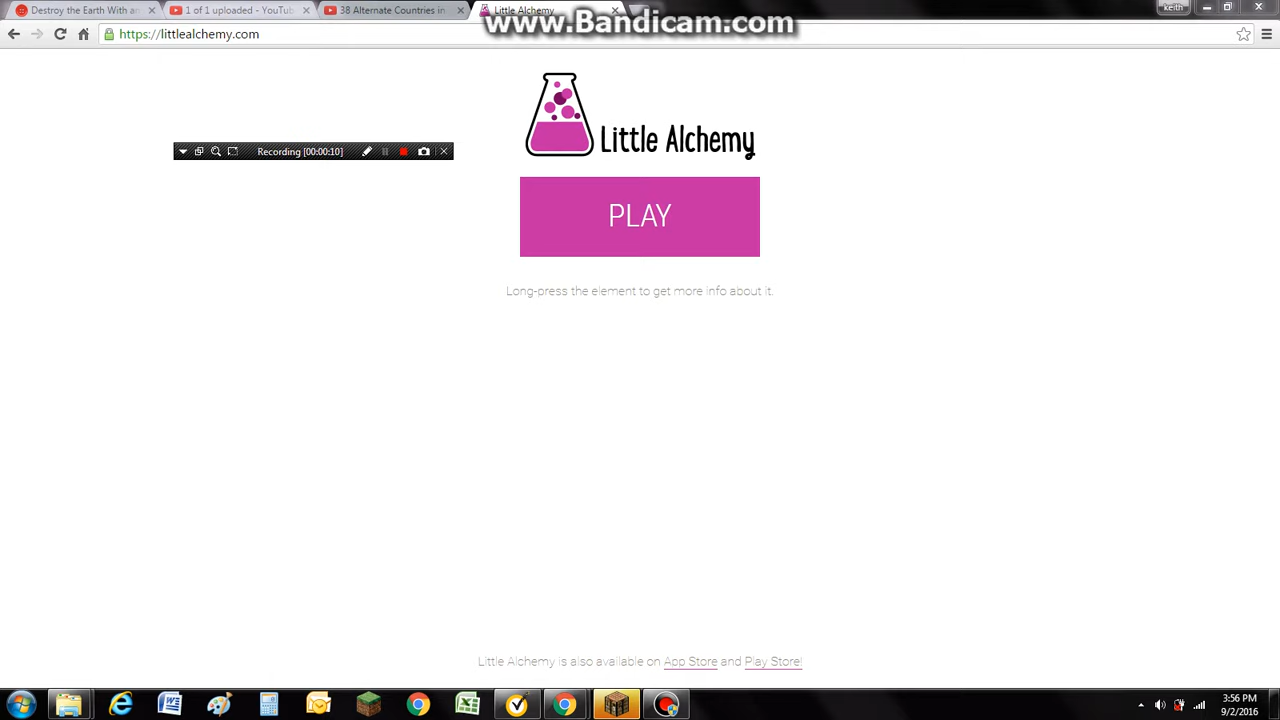 Destroy the Earth With an
1 of 1 uploaded - YouTub
38 Alternate Countries in
Little Alchemy
keith
www.Bandicam.com
https://littlealchemy.com
Little Alchemy
Recording [00:00:10]
PLAY
Long-press the element to get more info about it.
Little Alchemy is also available on App Store and Play Store!
3:56 PM
9/2/2016